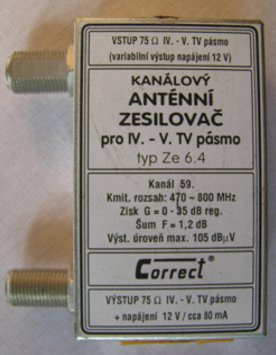 VSTUP 75 Ω IV. - V. TV pásmo
(variabilní výstup napájení 12 V)
KANÁLOVÝ
ANTÉNNÍ
ZESILOVAČ
pro IV. - V. TV pásmo
typ Ze 6.4
Kanál 59.
Kmit. rozsah: 470 ~ 800 MHz
Zisk G = 0 - 35 dB reg.
Šum F = 1,2 dB
Výst. úroveň max. 105 dBμV
Correct®
VÝSTUP 75 Ω IV. - V. TV pásmo
+ napájení 12 V / cca 80 mA